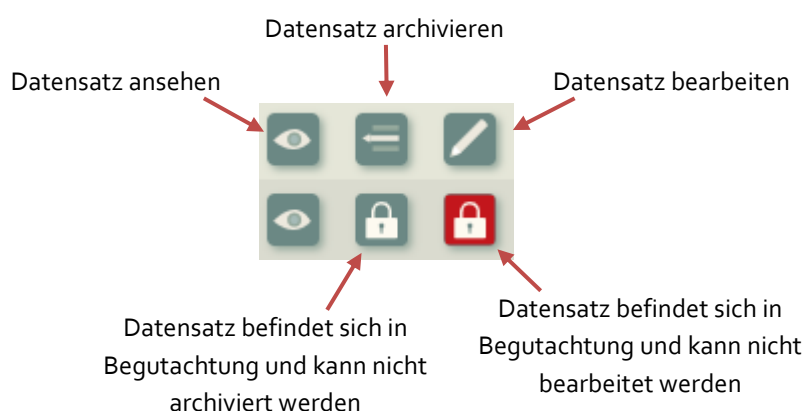 Datensatz archivieren
Datensatz ansehen
Datensatz bearbeiten
Datensatz befindet sich in
Begutachtung und kann nicht
archiviert werden
Datensatz befindet sich in
Begutachtung und kann nicht
bearbeitet werden